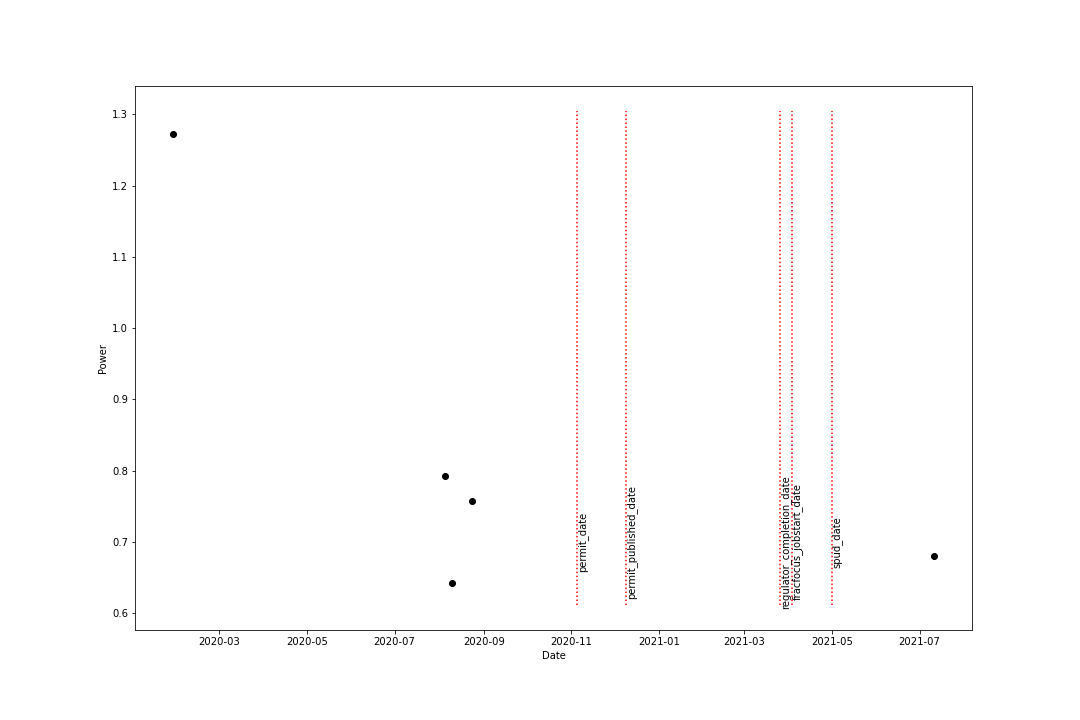 1.3
1.2
1.1
1.0
0.9
0.8
0.7
0.6
Power
permit_date
permit_published_date
regulator_completion_date
fracfocus_jobstart_date
spud_date
2020-03 2020-05 2020-07 2020-09 2020-11 2021-01 2021-03 2021-05 2021-07
Date